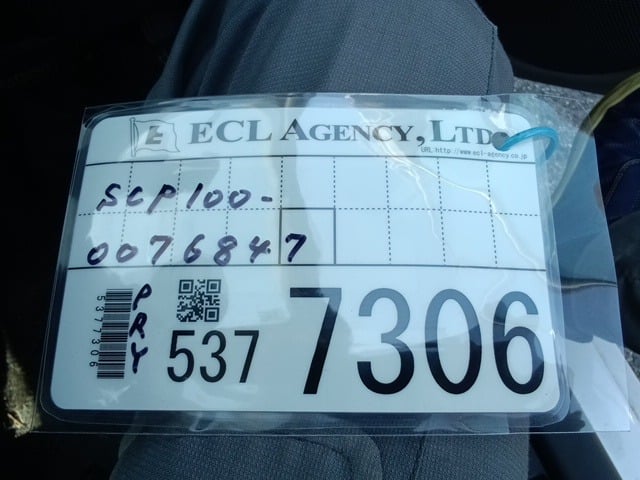 E ECL AGENCY, LTD
URL:http://www.ecl-agency.co.jp
SCP100-
0076847
5377306
PRY
537 7306